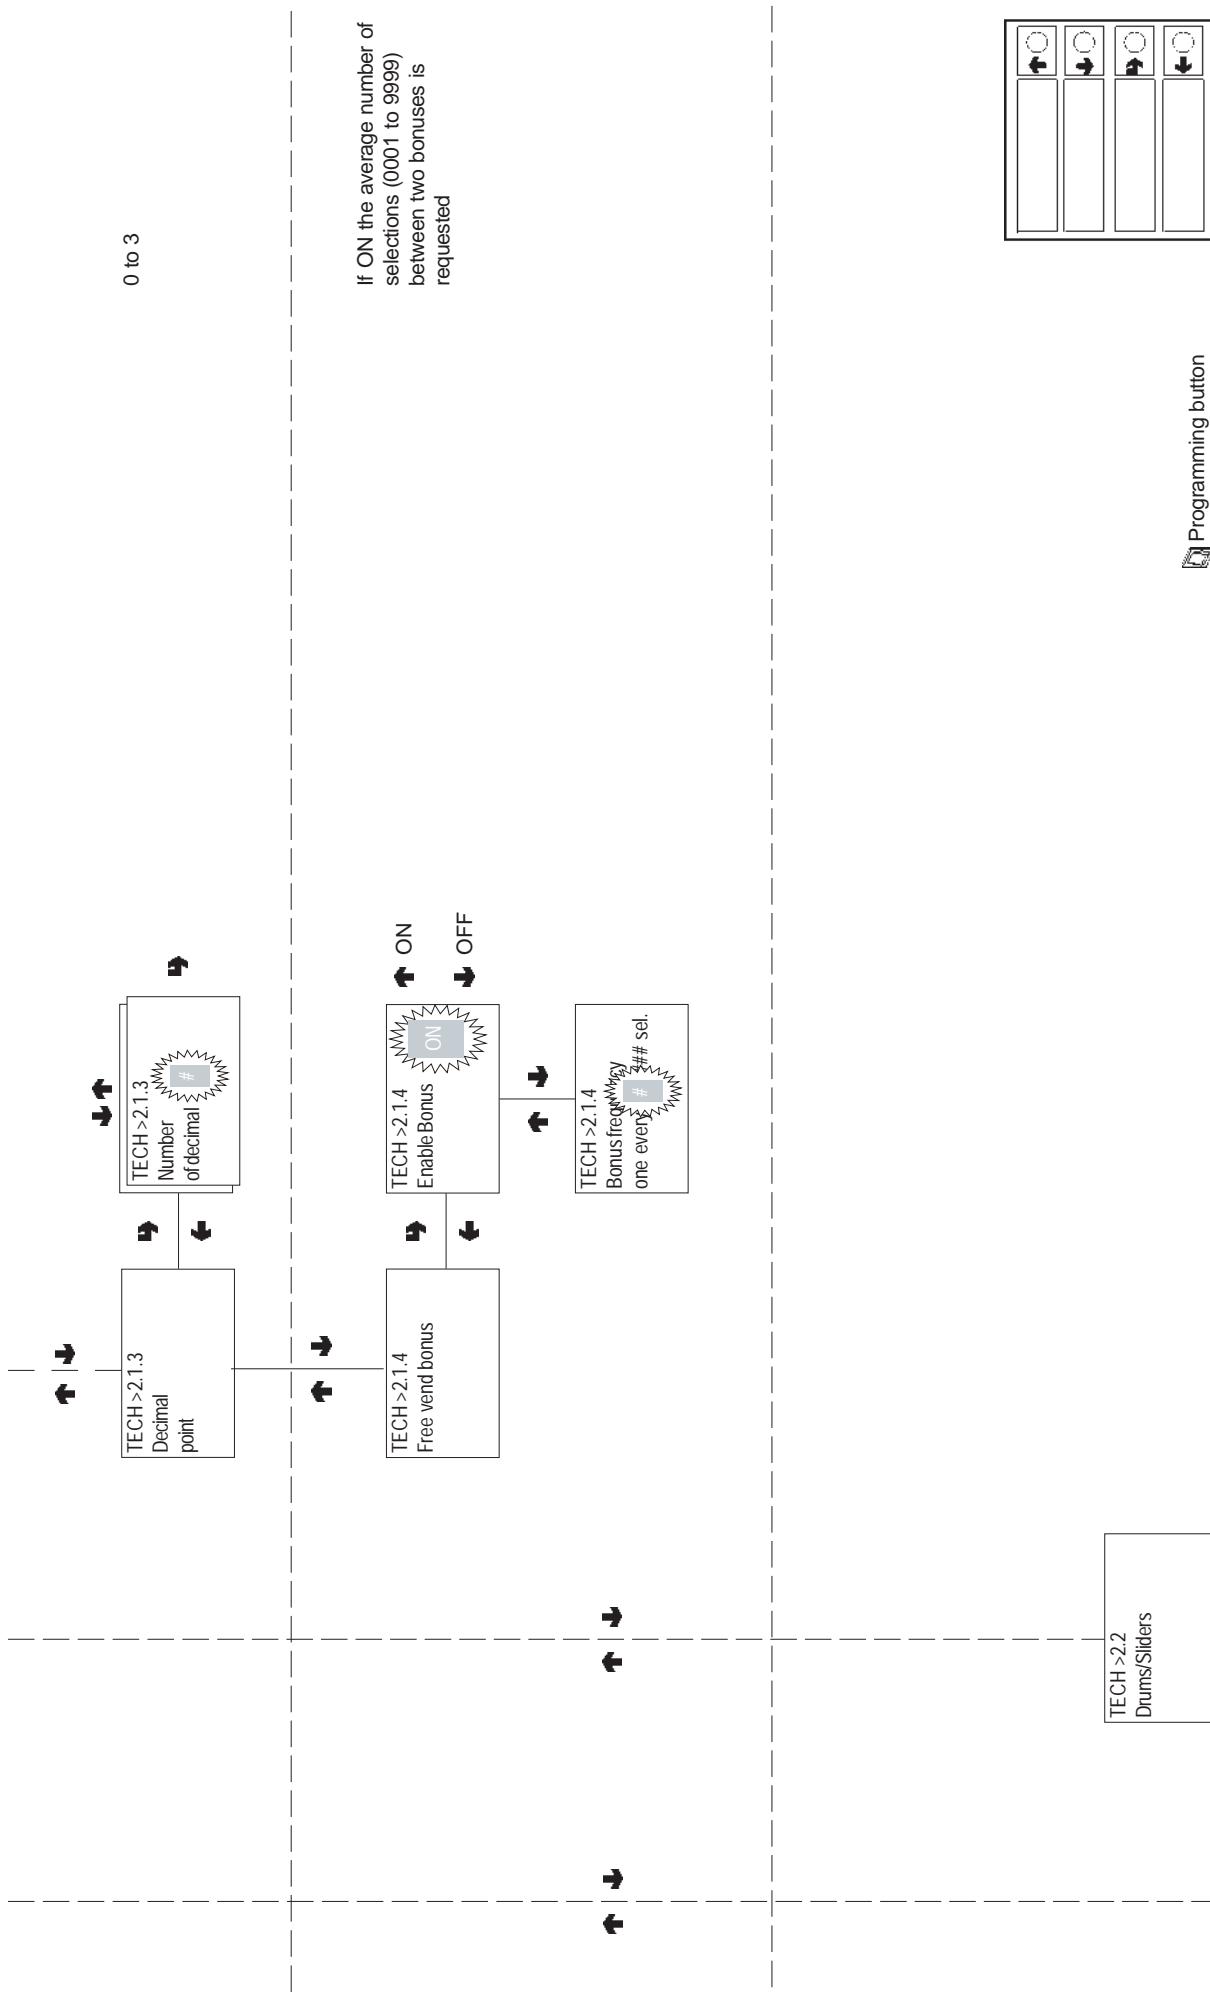 TECH >2.1.3
Decimal
point
TECH >2.1.3
Number
of decimal
#
0 to 3
TECH >2.1.4
Free vend bonus
TECH >2.1.4
Enable Bonus
ON
ON
OFF
If ON the average number of
selections (0001 to 9999)
between two bonuses is
requested
TECH >2.1.4
one every # ## sel.
TECH >2.2
Drums/Sliders
Programming button